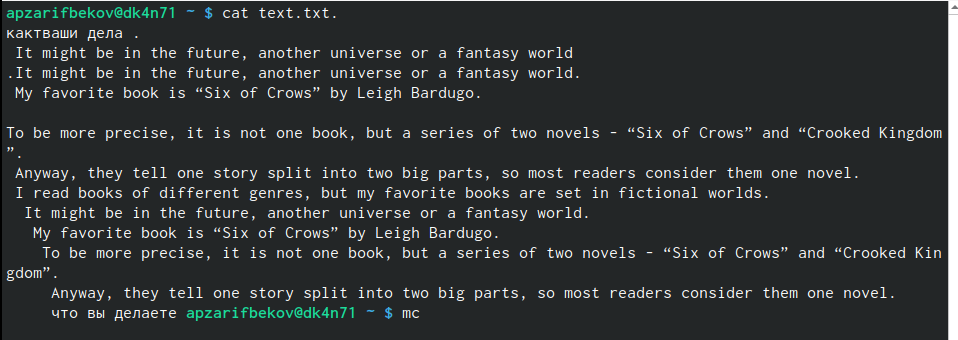 apzarifbekov@dk4n71 ~ $ cat text.txt.
кактваши дела .
It might be in the future, another universe or a fantasy world
.It might be in the future, another universe or a fantasy world.
My favorite book is “Six of Crows” by Leigh Bardugo.
To be more precise, it is not one book, but a series of two novels – “Six of Crows” and “Crooked Kingdom
”.
Anyway, they tell one story split into two big parts, so most readers consider them one novel.
I read books of different genres, but my favorite books are set in fictional worlds.
It might be in the future, another universe or a fantasy world.
My favorite book is “Six of Crows” by Leigh Bardugo.
To be more precise, it is not one book, but a series of two novels – “Six of Crows” and “Crooked Kin
gdom”.
Anyway, they tell one story split into two big parts, so most readers consider them one novel.
что вы делаете apzarifbekov@dk4n71 ~ $ mc